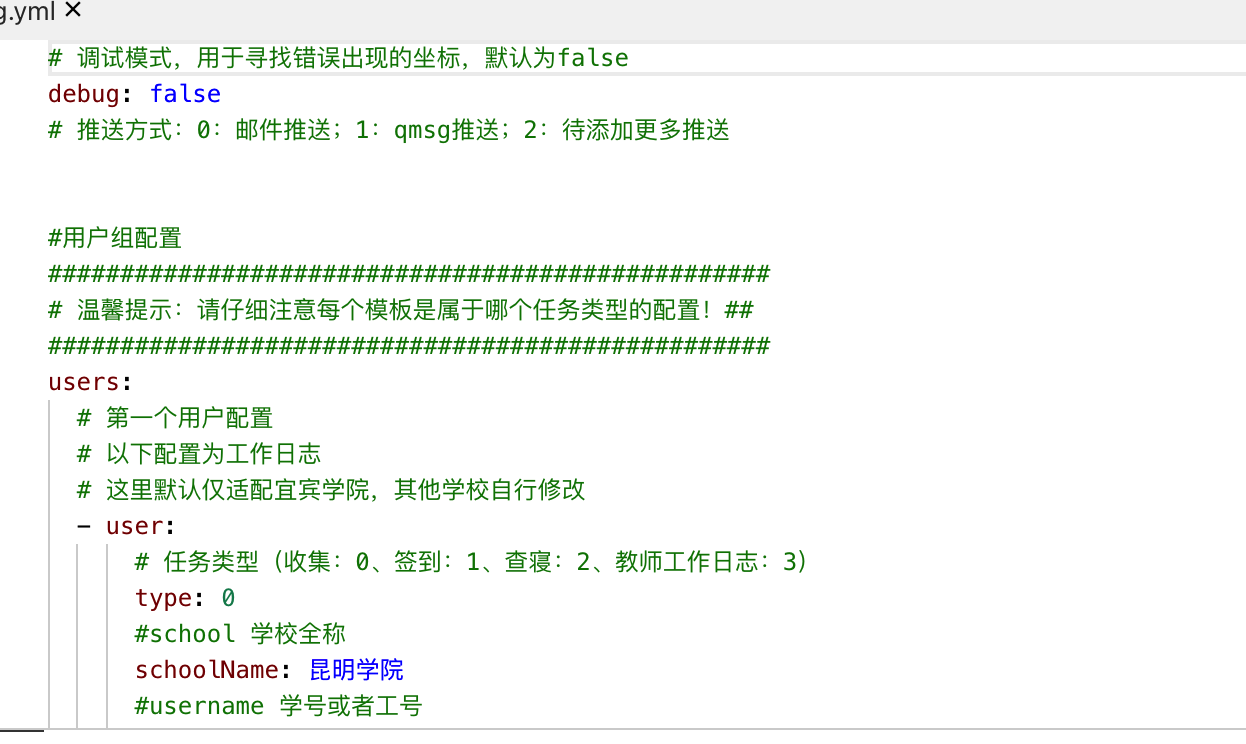 g.yml ×
# 调试模式，用于寻找错误出现的坐标，默认为false
debug: false
# 推送方式：0：邮件推送；1：qmsg推送；2：待添加更多推送
#用户组配置
##################################################
# 温馨提示：请仔细注意每个模板是属于哪个任务类型的配置！##
##################################################
users:
# 第一个用户配置
# 以下配置为工作日志
# 这里默认仅适配宜宾学院，其他学校自行修改
- user:
# 任务类型（收集：0、签到：1、查寝：2、教师工作日志：3）
type: 0
#school 学校全称
schoolName: 昆明学院
#username 学号或者工号